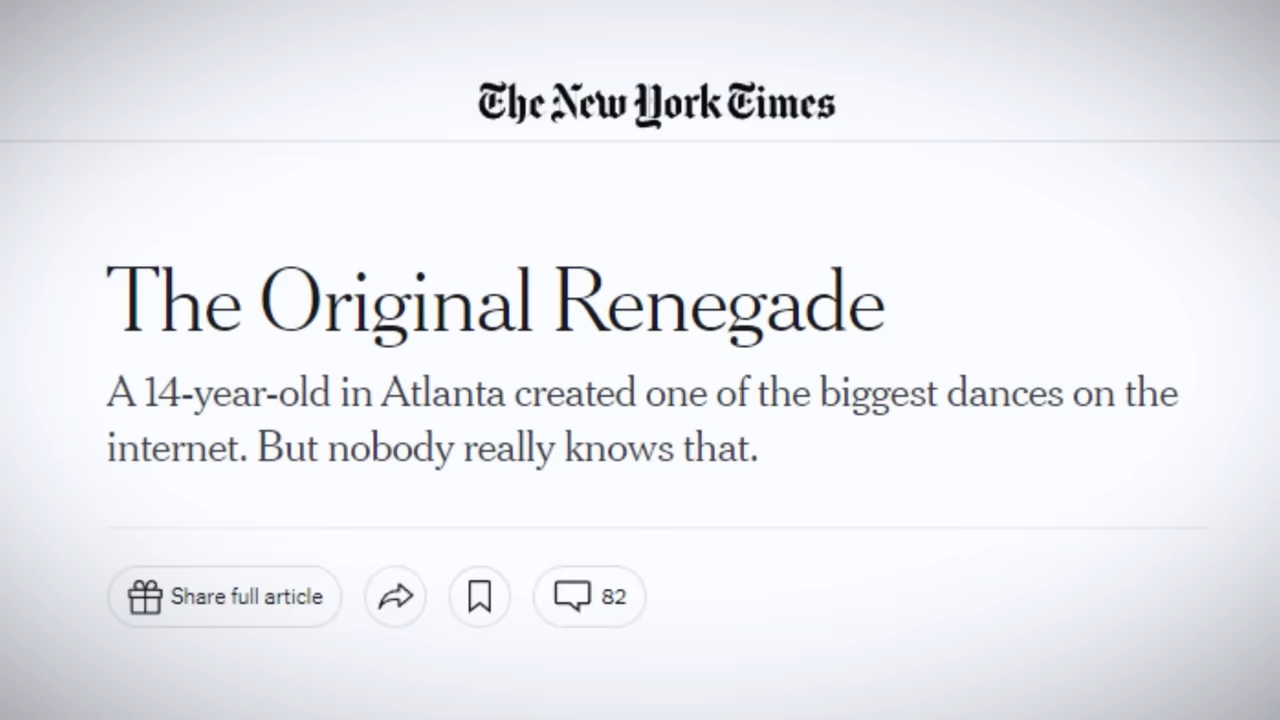 The New York Times
The Original Renegade
A 14-year-old in Atlanta created one of the biggest dances on the
internet. But nobody really knows that.
Share full article
82